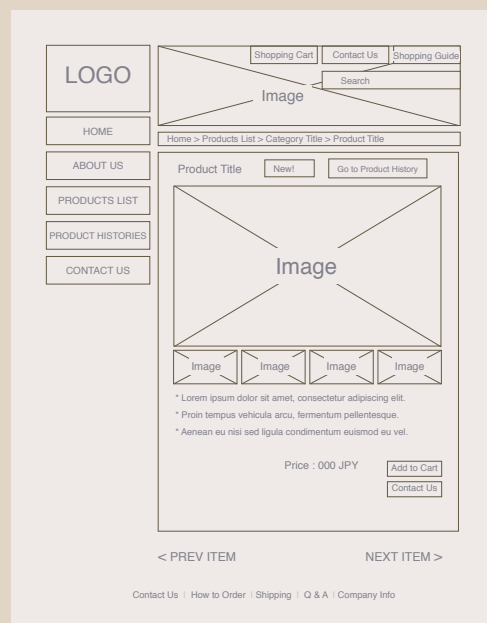 LOGO
HOME
ABOUT US
PRODUCTS LIST
PRODUCT HISTORIES
CONTACT US
Shopping Cart
Contact Us
Shopping Guide
Search
Image
Home > Products List > Category Title > Product Title
Product Title
New!
Go to Product History
Image
Image
Image
Image
Image
* Lorem ipsum dolor sit amet, consectetur adipiscing elit.
* Proin tempus vehicula arcu, fermentum pellentesque.
* Aenean eu nisi sed ligula condimentum euismod eu vel.
Price : 000 JPY
Add to Cart
Contact Us
< PREV ITEM
NEXT ITEM >
Contact Us | How to Order | Shipping | Q & A | Company Info